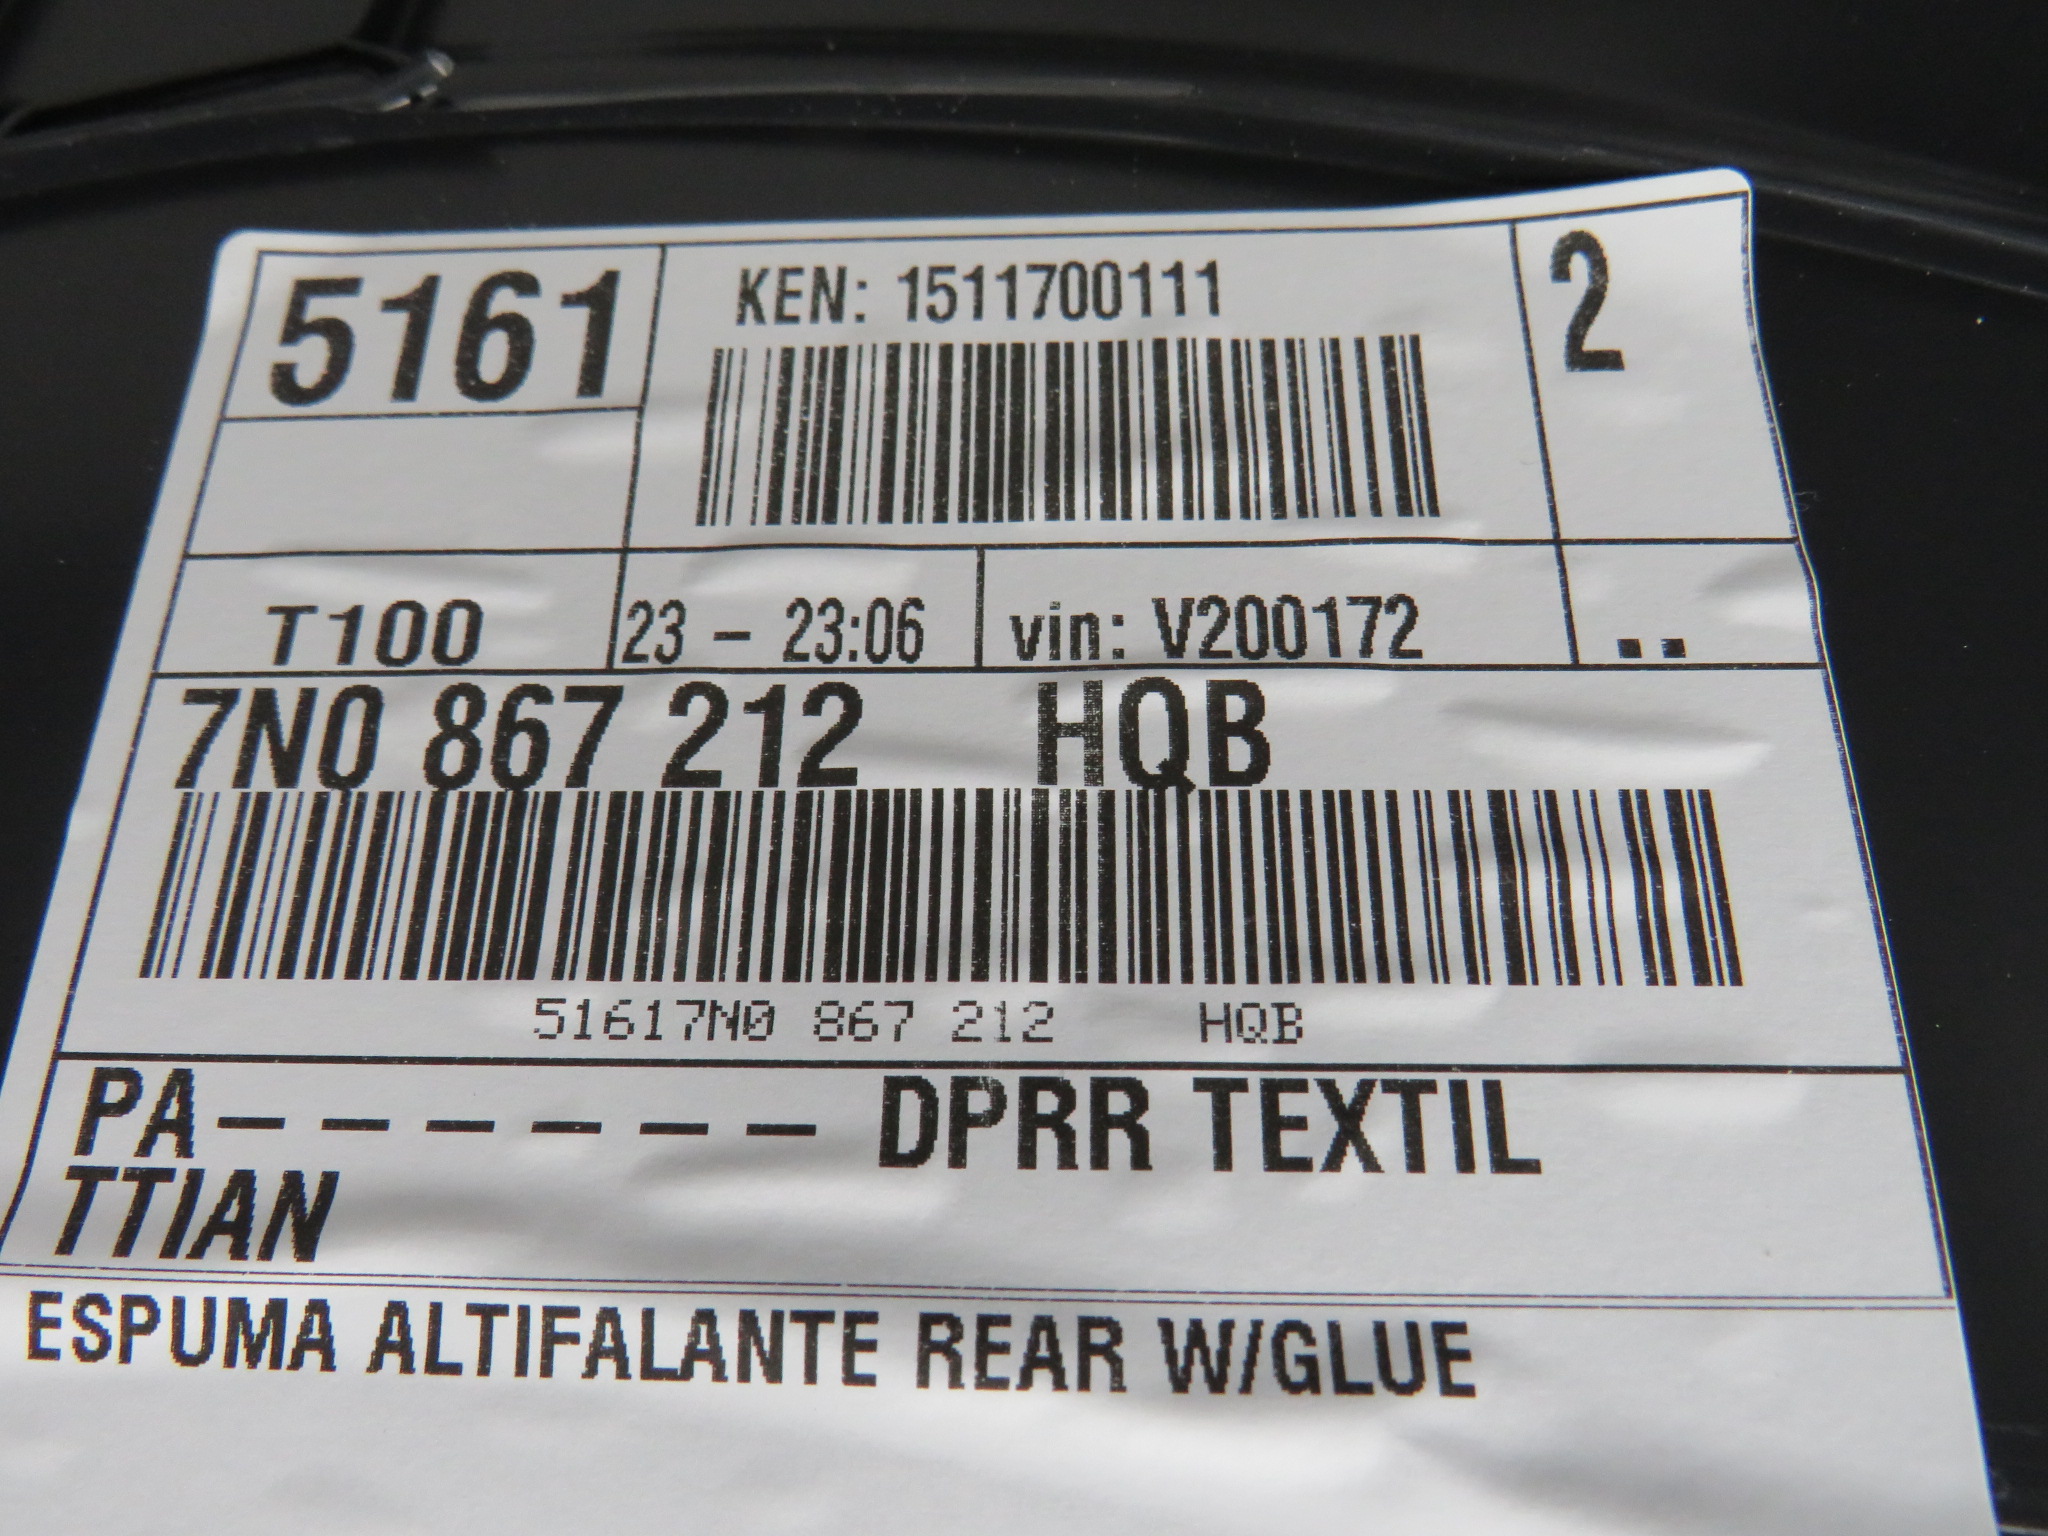 5161
KEN: 1511700111
2
T100
23 - 23:06
vin: V200172
..
7N0 867 212 HQB
51617N0 867 212 HQB
PA------ DPRR TEXTIL
TTIAN
ESPUMA ALTIFALANTE REAR W/GLUE